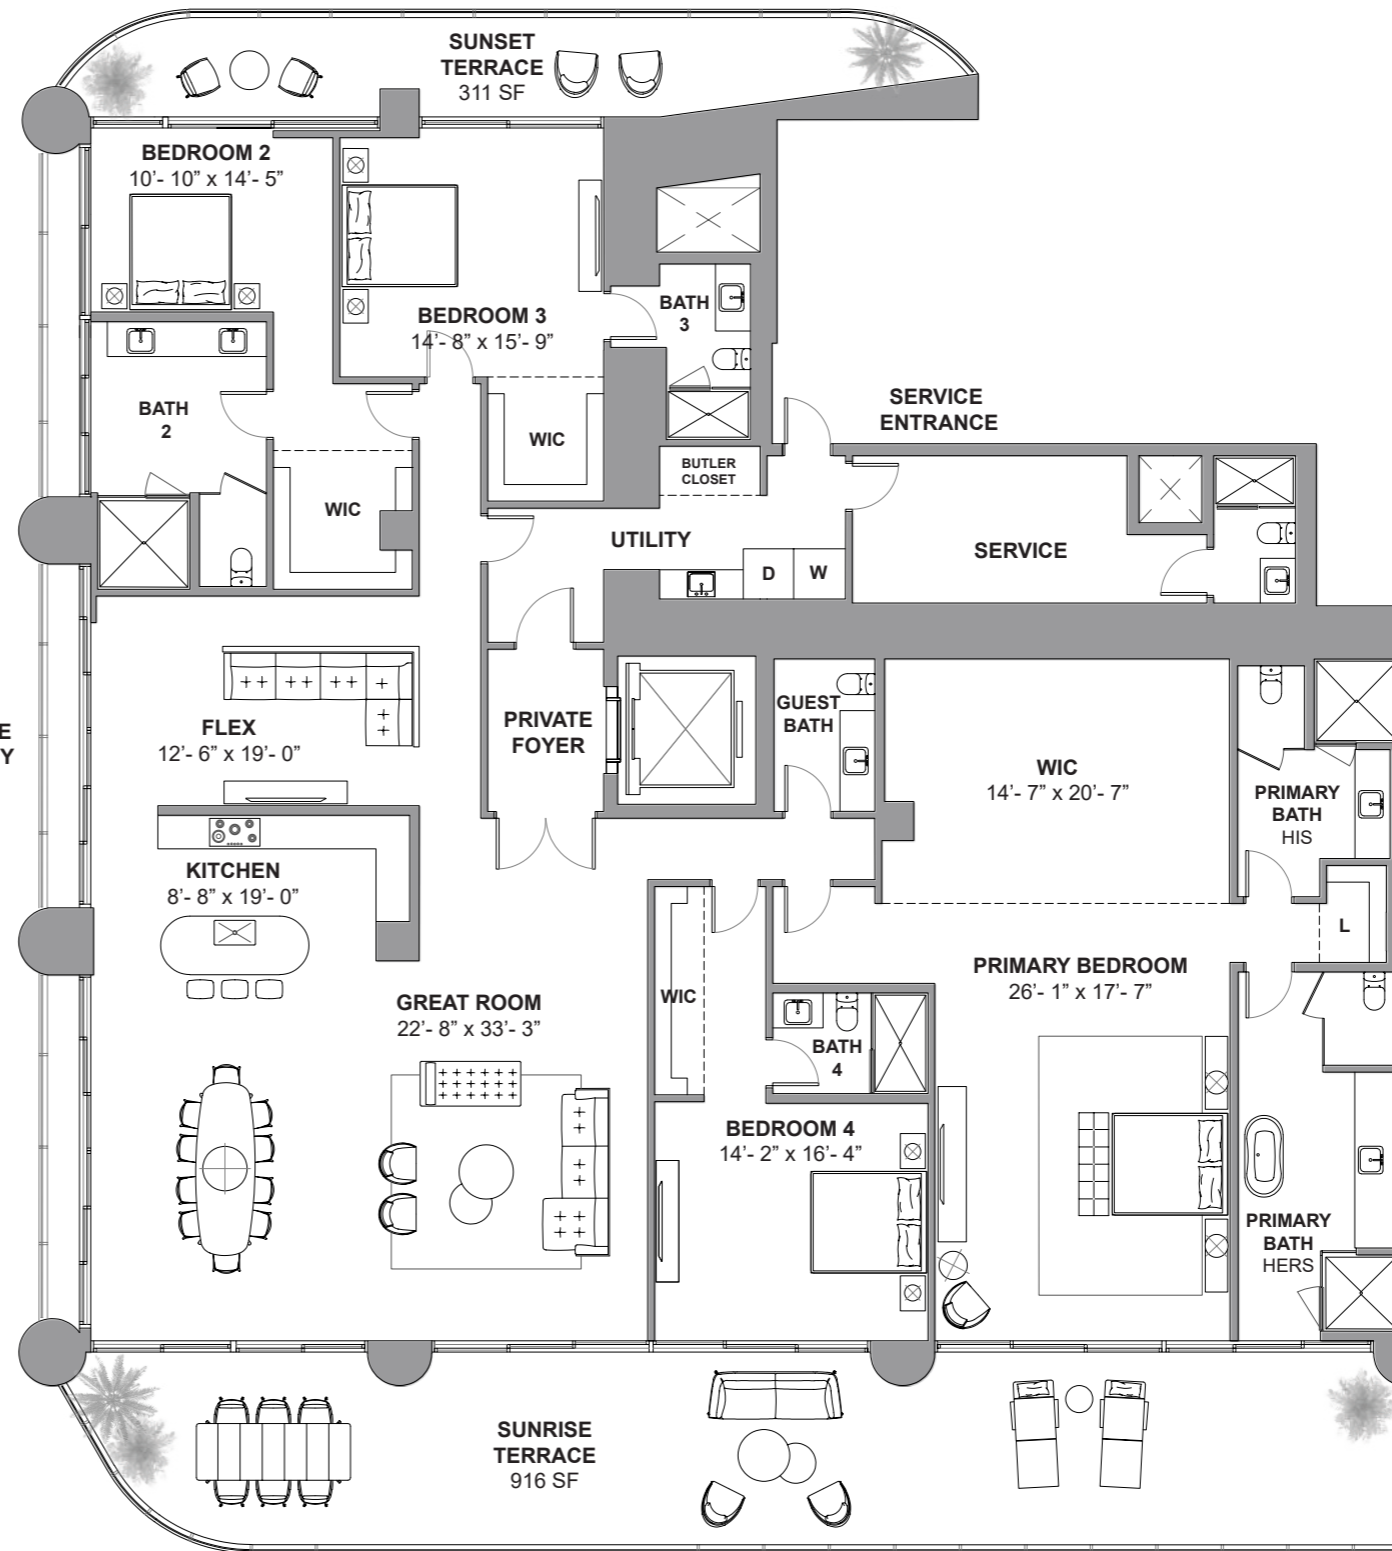 SUNSET
TERRACE
311 SF
BEDROOM 2
10’- 10” x 14’- 5”
BEDROOM 3
14’- 8” x 15’- 9”
BATH
3
BATH
2
WIC
WIC
SERVICE
ENTRANCE
BUTLER
CLOSET
UTILITY
D
W
SERVICE
E
Y
FLEX
12’- 6” x 19’- 0”
PRIVATE
FOYER
GUEST
BATH
WIC
14’- 7” x 20’- 7”
PRIMARY
BATH
HIS
KITCHEN
8’- 8” x 19’- 0”
L
GREAT ROOM
22’- 8” x 33’- 3”
WIC
PRIMARY BEDROOM
26’- 1” x 17’- 7”
BATH
4
BEDROOM 4
14’- 2” x 16’- 4”
PRIMARY
BATH
HERS
SUNRISE
TERRACE
916 SF